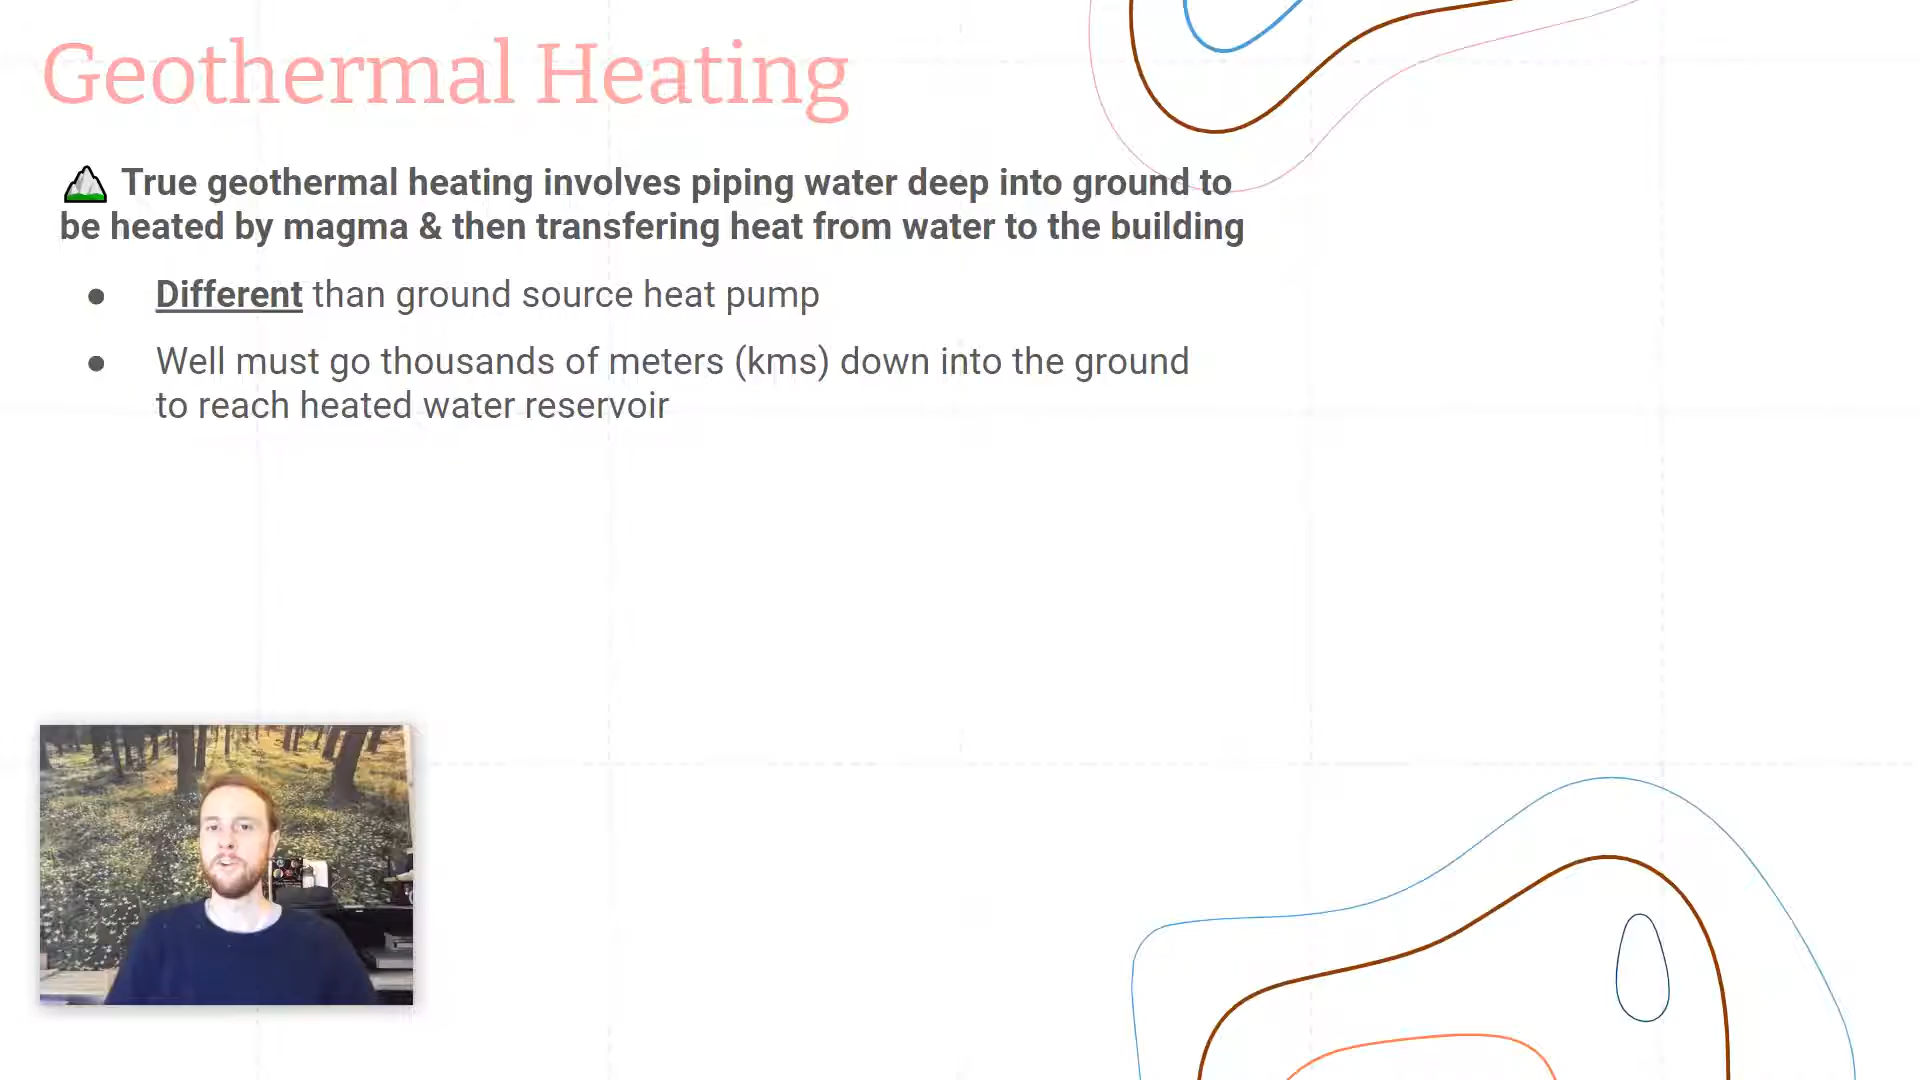 Geothermal Heating
True geothermal heating involves piping water deep into ground to
be heated by magma & then transfering heat from water to the building
● Different than ground source heat pump
● Well must go thousands of meters (kms) down into the ground
to reach heated water reservoir